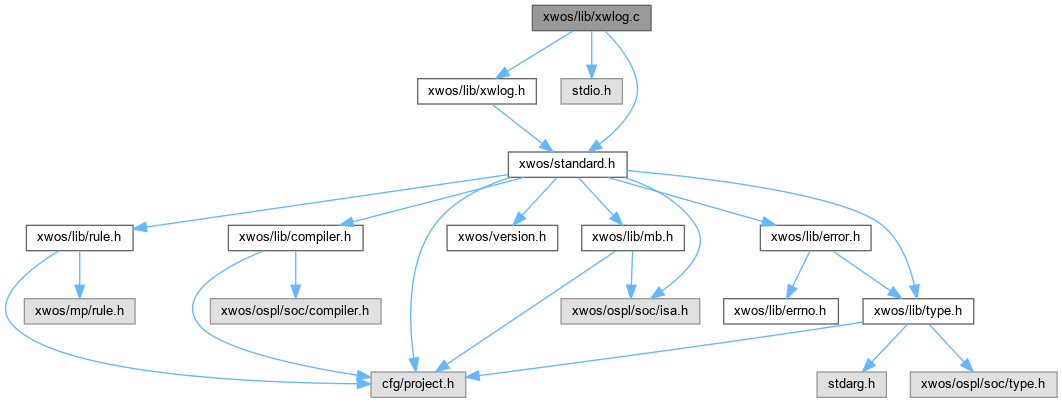 xwos/lib/xwlog.c
xwos/lib/xwlog.h
stdio.h
xwos/standard.h
xwos/lib/rule.h
xwos/lib/compiler.h
xwos/version.h
xwos/lib/mb.h
xwos/lib/error.h
xwos/mp/rule.h
xwos/ospl/soc/compiler.h
xwos/ospl/soc/isa.h
xwos/lib/errno.h
xwos/lib/type.h
cfg/project.h
stdarg.h
xwos/ospl/soc/type.h